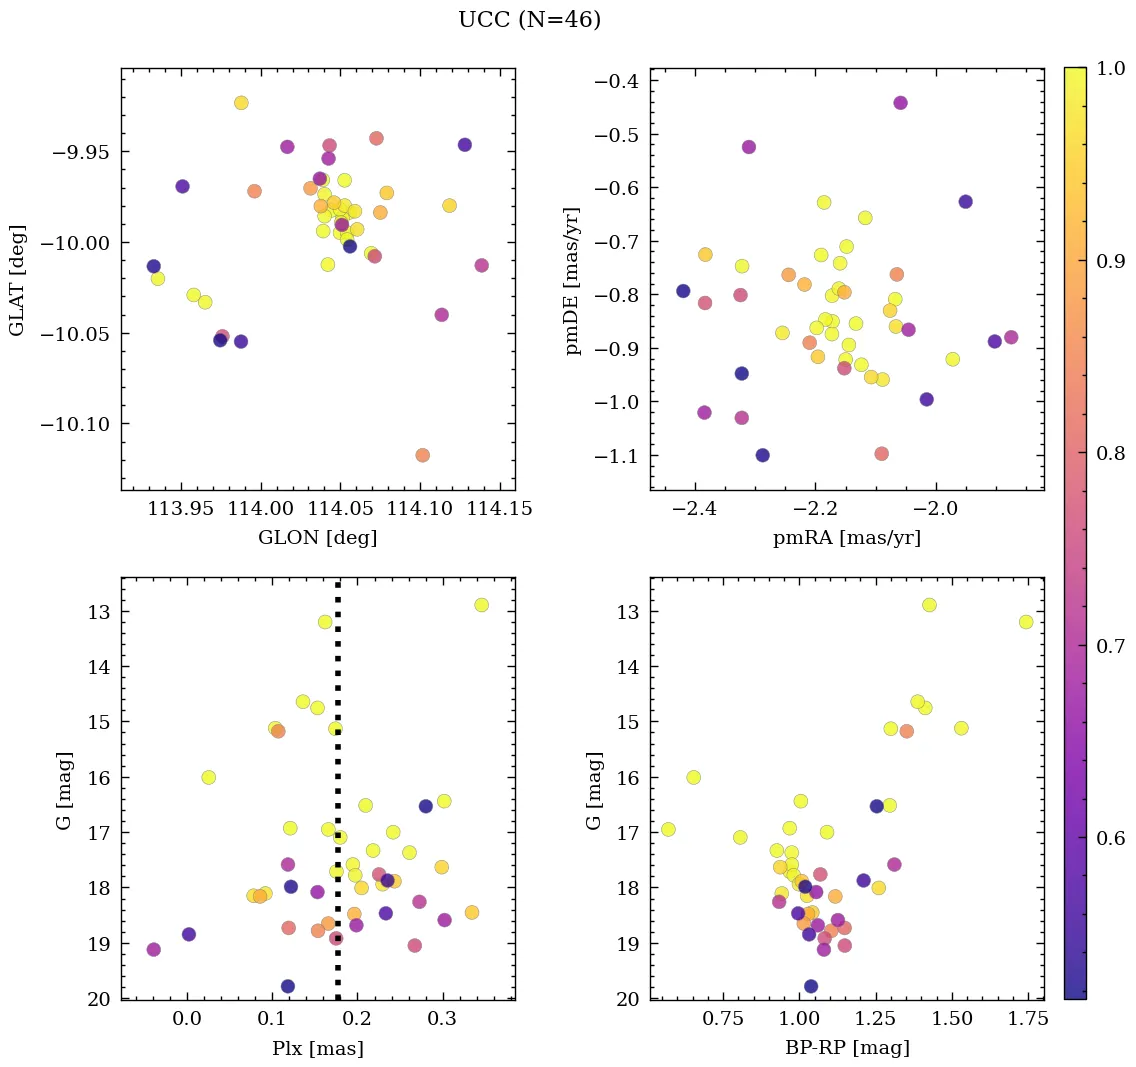 UCC (N=46)
−9.95
−10.00
−10.05
−10.10
GLAT [deg]
113.95 114.00 114.05 114.10 114.15
GLON [deg]
−0.4
−0.5
−0.6
−0.7
−0.8
−0.9
−1.0
−1.1
pmDE [mas/yr]
−2.4 −2.2 −2.0
pmRA [mas/yr]
1.0
0.9
0.8
0.7
0.6
13
14
15
16
17
18
19
20
G [mag]
0.0 0.1 0.2 0.3
Plx [mas]
13
14
15
16
17
18
19
20
G [mag]
0.75 1.00 1.25 1.50 1.75
BP-RP [mag]